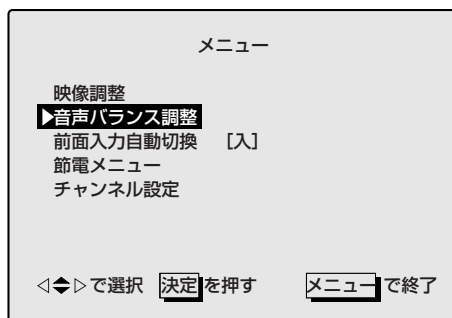 メニュー
映像調整
▶音声バランス調整
前面入力自動切換 [入]
節電メニュー
チャンネル設定
◁◆▷で選択 決定を押す メニューで終了